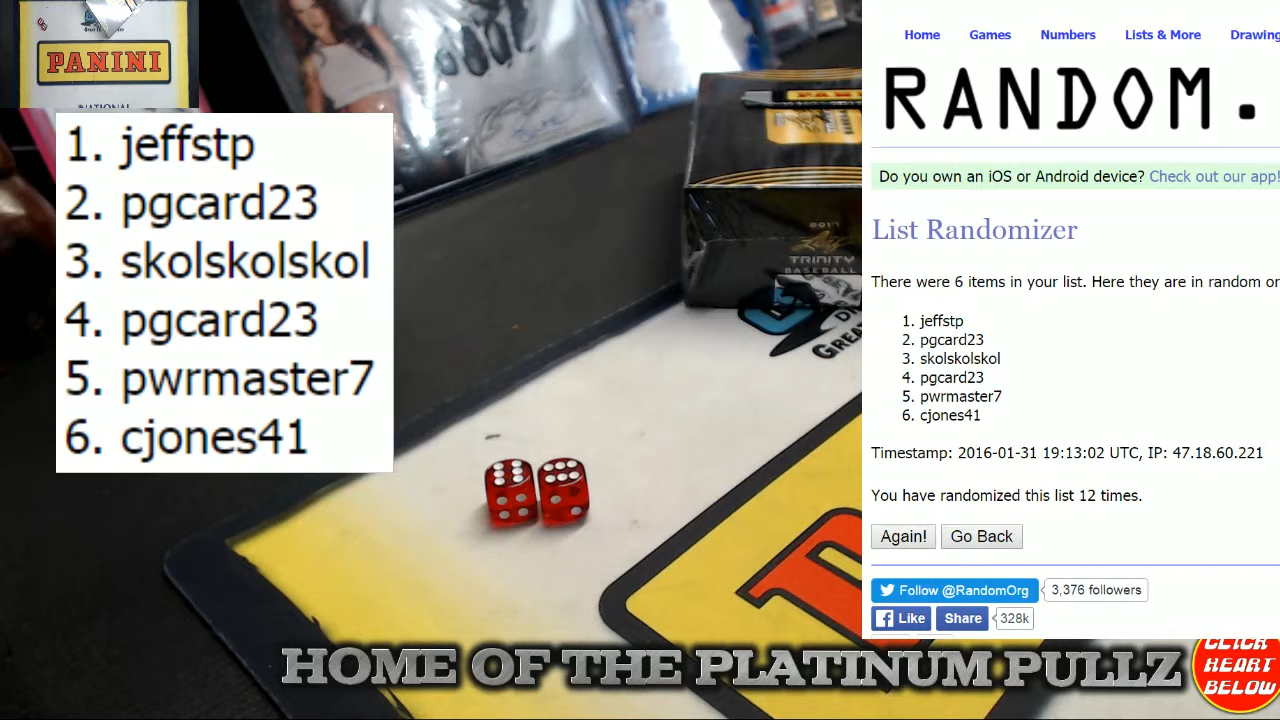 PANINI
NATIONAL
1. jeffstp
2. pgcard23
3. skolskolskol
4. pgcard23
5. pwrmaster7
6. cjones41
TRINITY
BASEBALL
GREAT
Home Games Numbers Lists & More Drawing
RANDOM.
Do you own an iOS or Android device? Check out our app!
List Randomizer
There were 6 items in your list. Here they are in random or
1. jeffstp
2. pgcard23
3. skolskolskol
4. pgcard23
5. pwrmaster7
6. cjones41
Timestamp: 2016-01-31 19:13:02 UTC, IP: 47.18.60.221
You have randomized this list 12 times.
Again! Go Back
Follow @RandomOrg 3,376 followers
Like Share 328k
HOME OF THE PLATINUM PULLZ
CLICK
HEART
BELOW